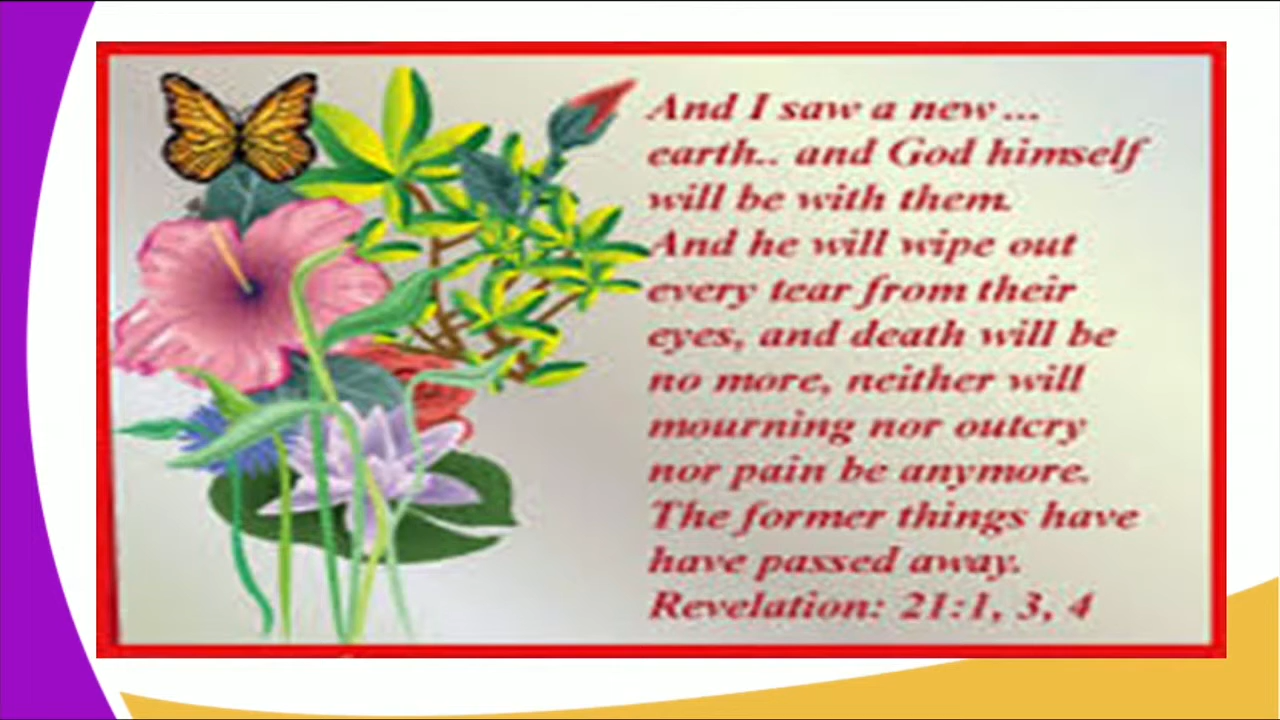 And I saw a new ...
earth.. and God himself
will be with them.
And he will wipe out
every tear from their
eyes, and death will be
no more, neither will
mourning nor outcry
nor pain be anymore.
The former things have
have passed away.
Revelation: 21:1, 3, 4